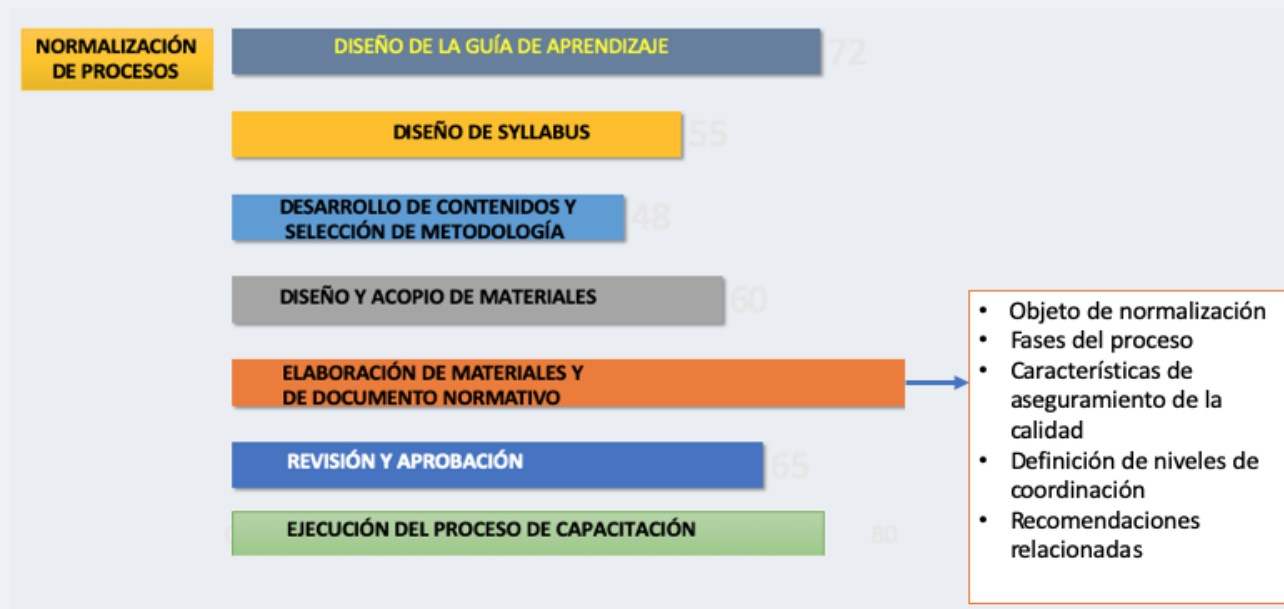 NORMALIZACIÓN
DE PROCESOS
DISEÑO DE LA GUÍA DE APRENDIZAJE
72
DISEÑO DE SYLLABUS
55
DESARROLLO DE CONTENIDOS Y
SELECCIÓN DE METODOLOGÍA
48
DISEÑO Y ACOPIO DE MATERIALES
60
ELABORACIÓN DE MATERIALES Y
DE DOCUMENTO NORMATIVO
REVISIÓN Y APROBACIÓN
65
EJECUCIÓN DEL PROCESO DE CAPACITACIÓN
80
• Objeto de normalización
• Fases del proceso
• Características de
aseguramiento de la
calidad
• Definición de niveles de
coordinación
• Recomendaciones
relacionadas